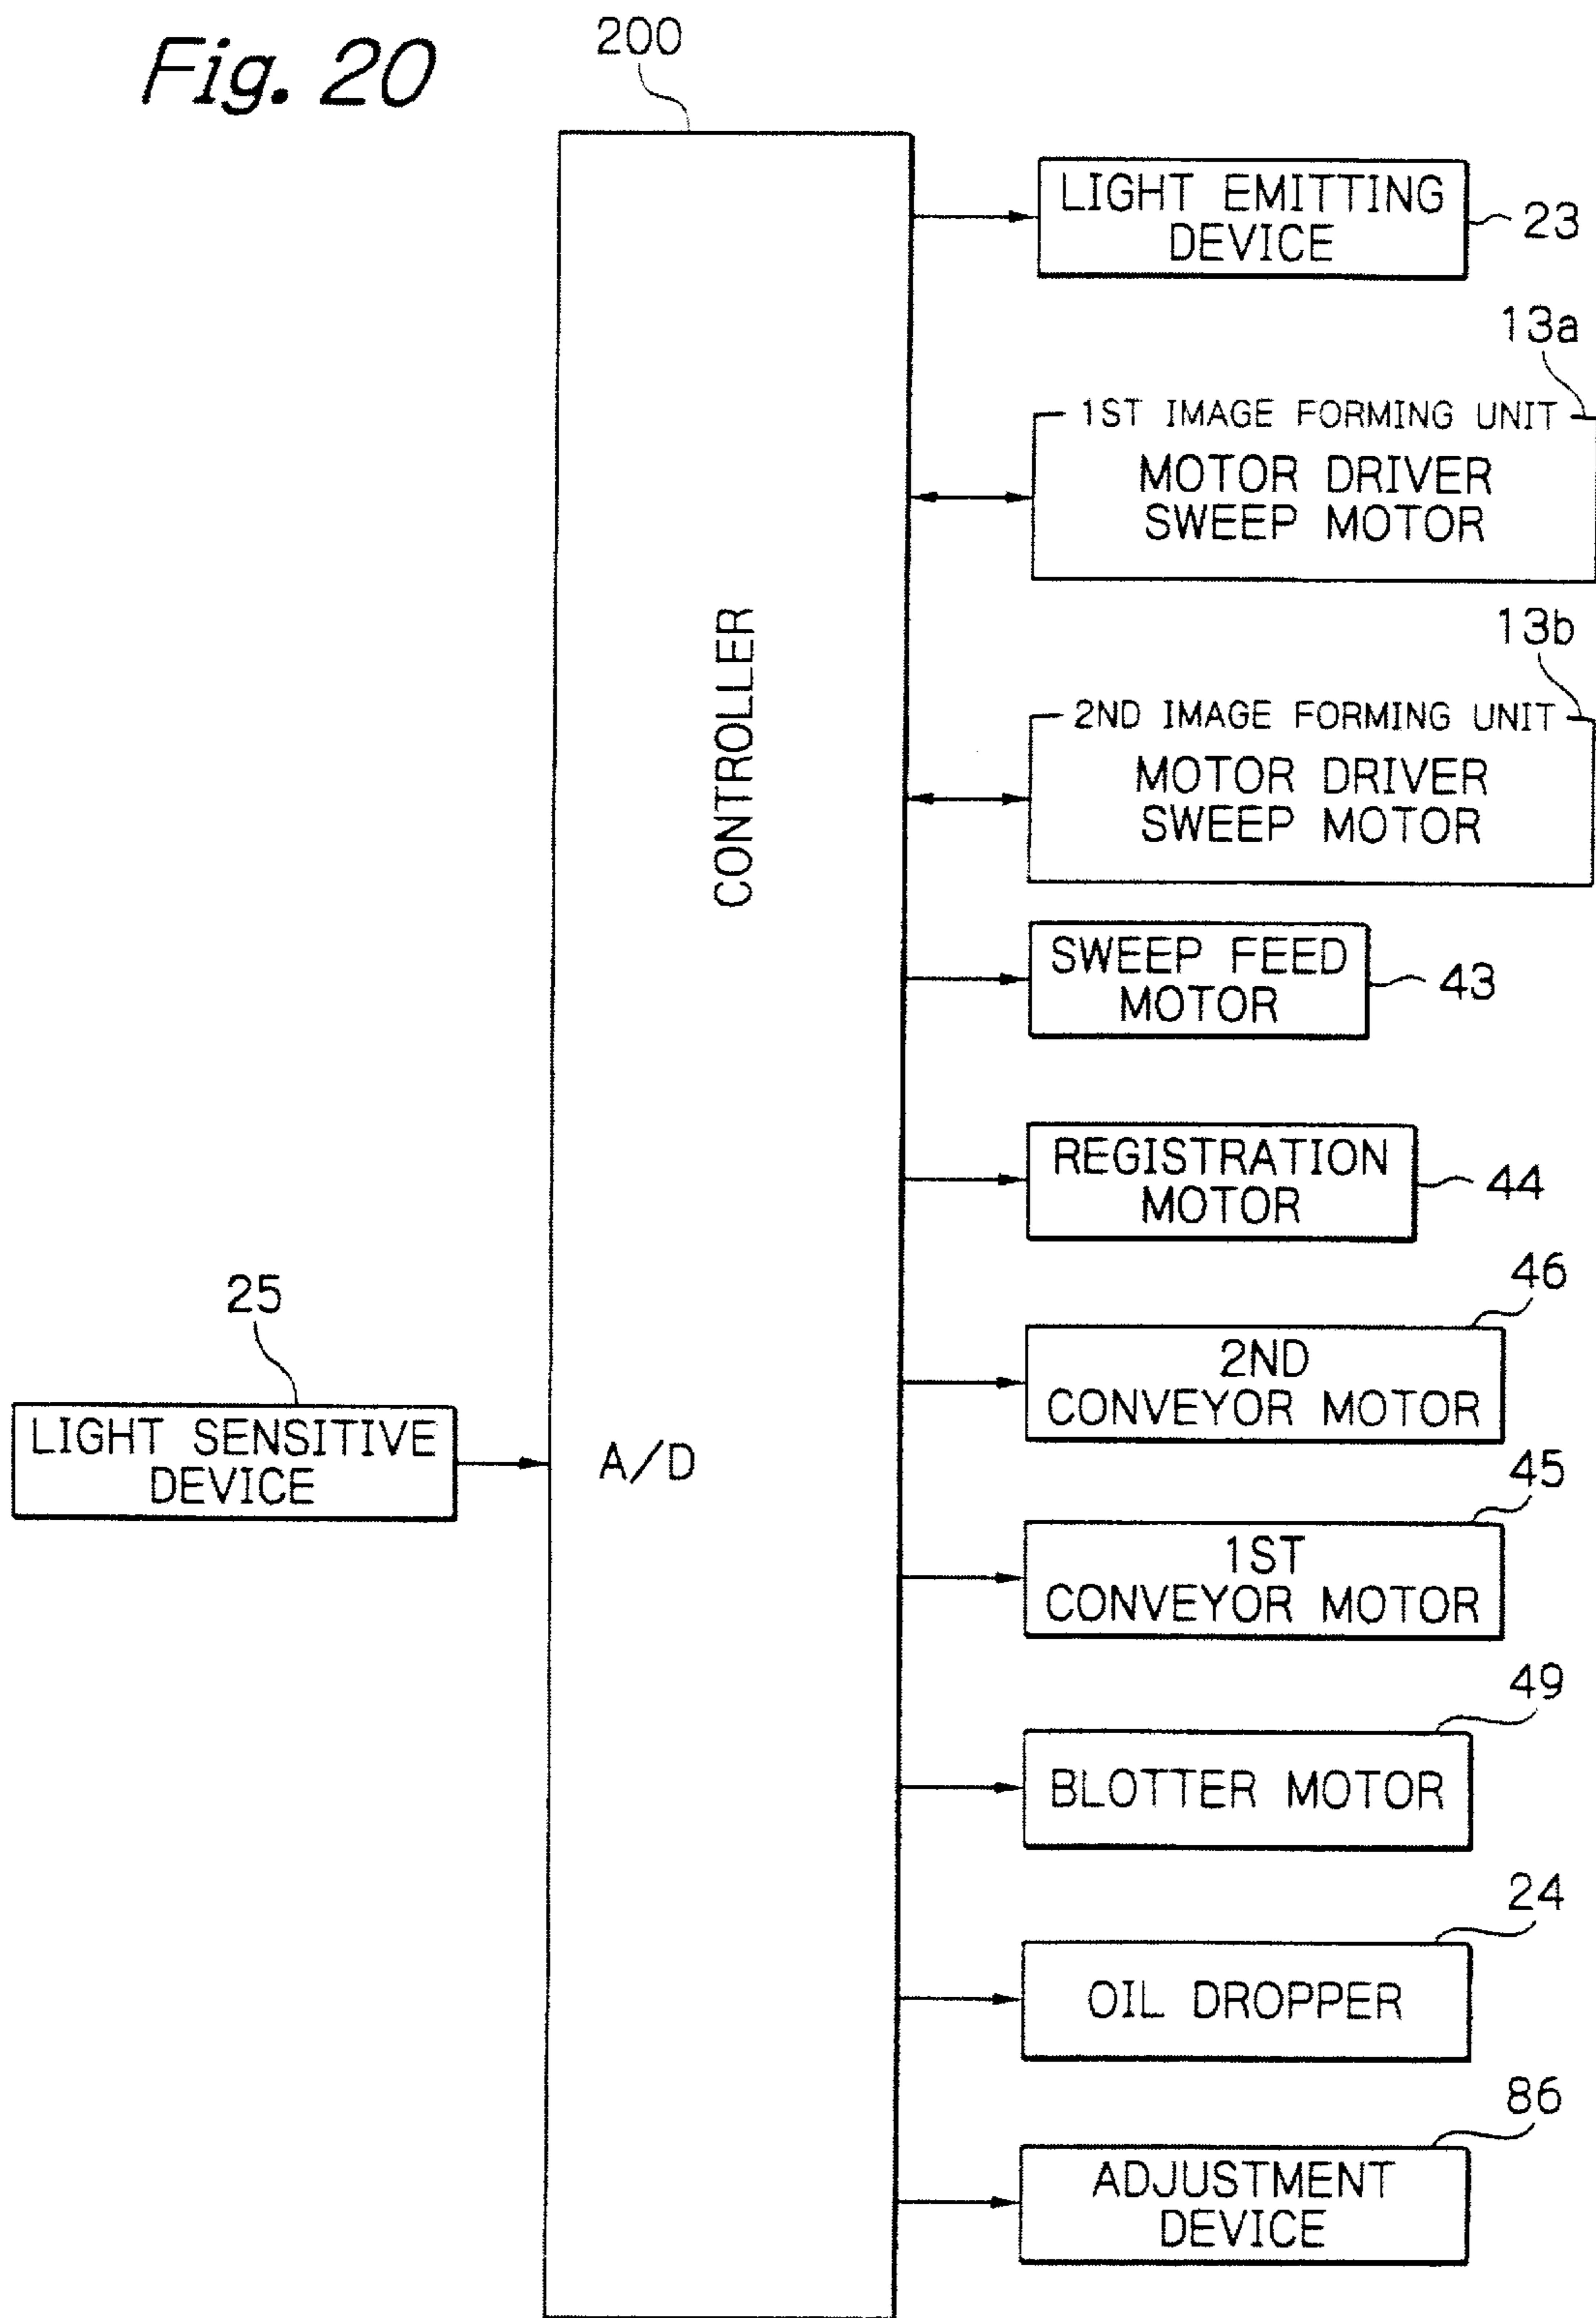 Fig. 20
200
LIGHT EMITTING
DEVICE
23
13a
1ST IMAGE FORMING UNIT
MOTOR DRIVER
SWEEP MOTOR
CONTROLLER
13b
2ND IMAGE FORMING UNIT
MOTOR DRIVER
SWEEP MOTOR
SWEEP FEED
MOTOR
43
REGISTRATION
MOTOR
44
25
LIGHT SENSITIVE
DEVICE
A/D
46
2ND
CONVEYOR MOTOR
45
1ST
CONVEYOR MOTOR
49
BLOTTER MOTOR
24
OIL DROPPER
86
ADJUSTMENT
DEVICE